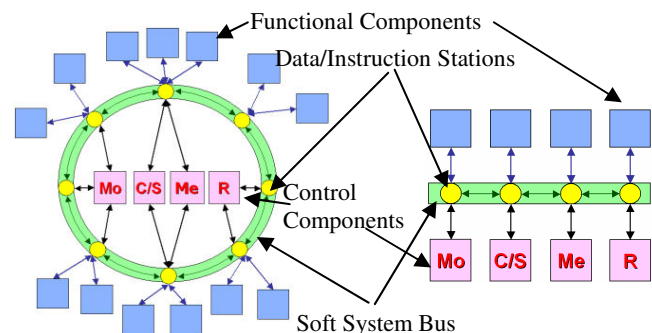 Functional Components
Data/Instruction Stations
Mo C/S Me R
Control
Components
Mo C/S Me R
Soft System Bus